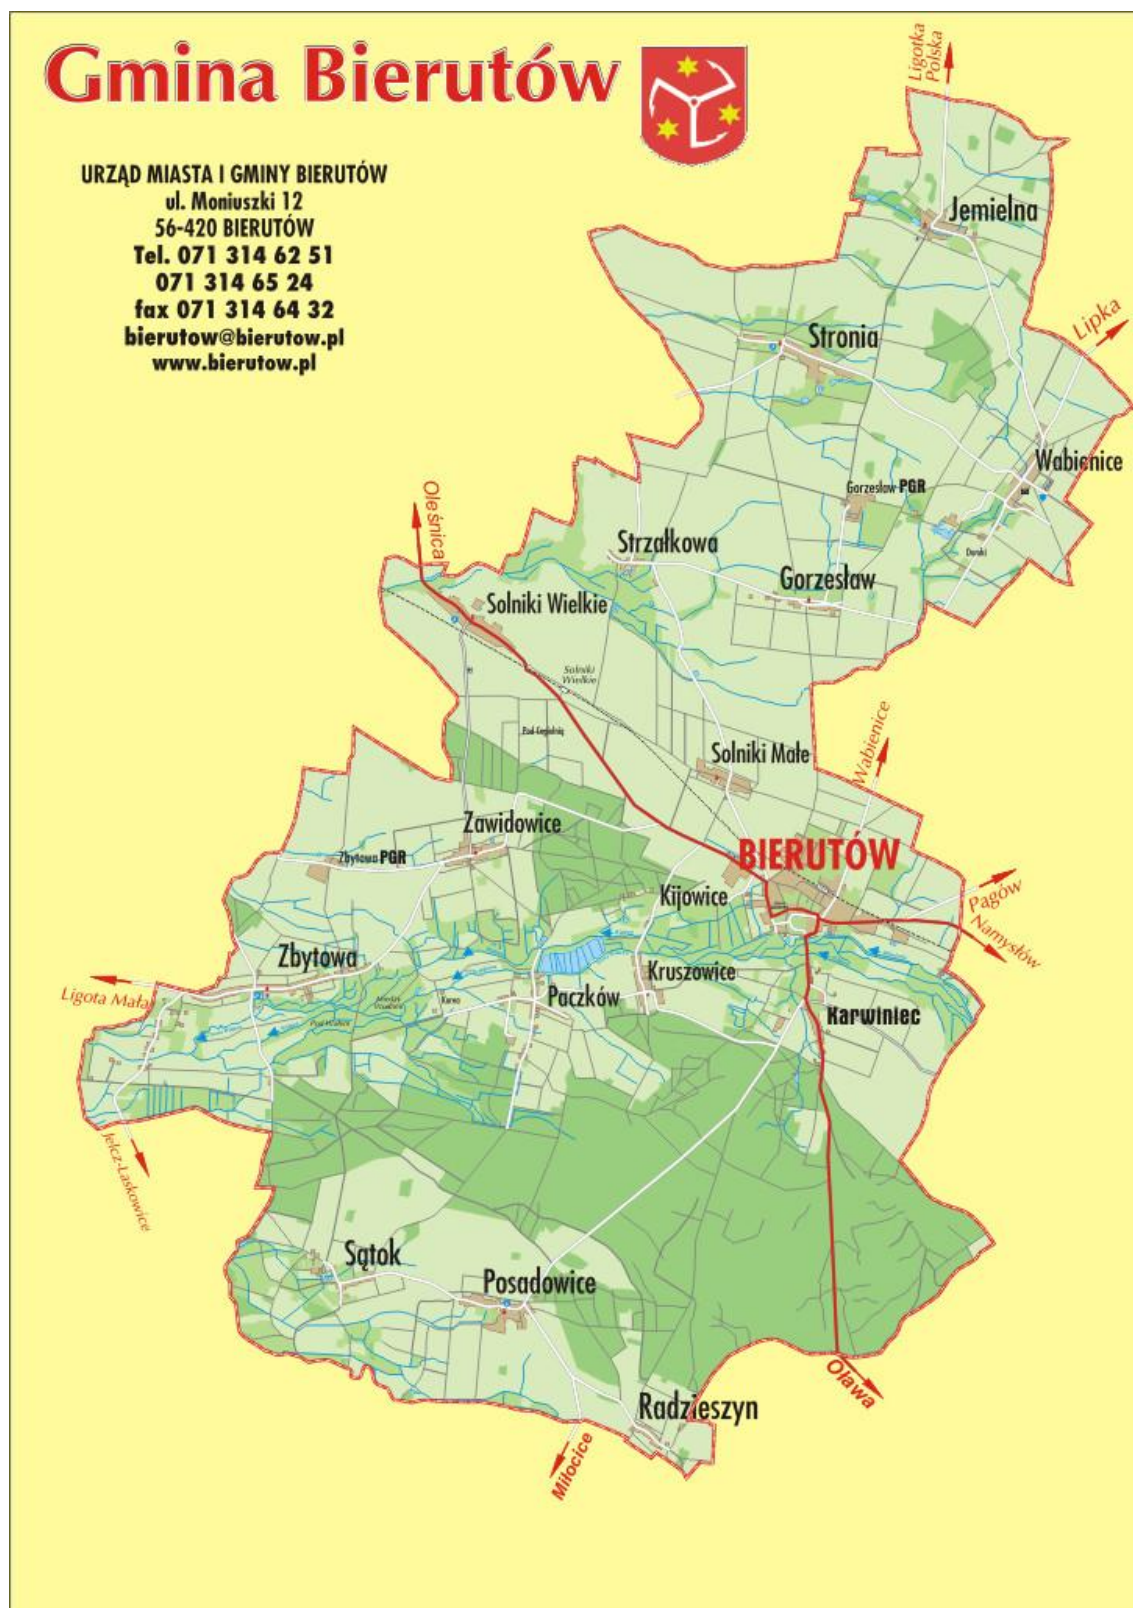 Gmina Bierutów
URZĄD MIASTA I GMINY BIERUTÓW
ul. Moniuszki 12
56-420 BIERUTÓW
Tel. 071 314 62 51
071 314 65 24
fax 071 314 64 32
bierutow@bierutow.pl
www.bierutow.pl
Ligotka
Polska
Jemielna
Lipka
Stronia
Wabienice
Gorzesław PGR
Oleśnica
Strzałkowa
Gorzesław
Solniki Wielkie
Solniki
Wielkie
Solniki Małe
Wabienice
Zawidowice
BIERUTÓW
Zbytowa PGR
Kijowice
Pagów
Namysłów
Zbytowa
Kruszowice
Ligota Mała
Paczków
Karwiniec
Jelcz-Laskowice
Sątok
Posadowice
Oława
Radzieszyn
Miłocice